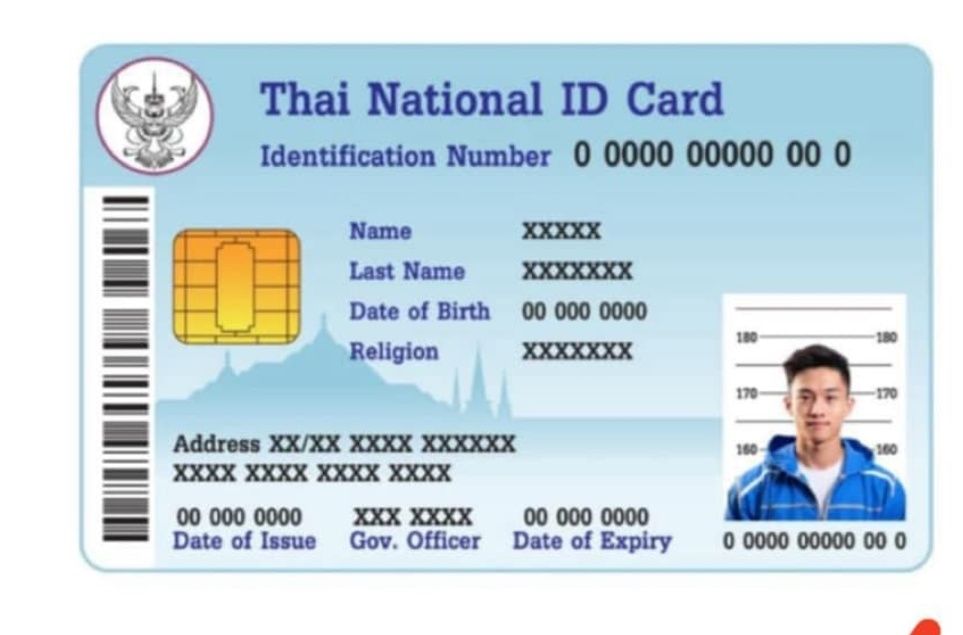 Thai National ID Card
Identification Number 0 0000 00000 00 0
Name XXXXX
Last Name XXXXXXX
Date of Birth 00 000 0000
Religion XXXXXXX
180 180
170 170
160 160
Address XX/XX XXXX XXXXXX
XXXX XXXX XXXX XXXX
00 000 0000 XXX XXXX 00 000 0000
Date of Issue Gov. Officer Date of Expiry
0 0000 00000 00 0